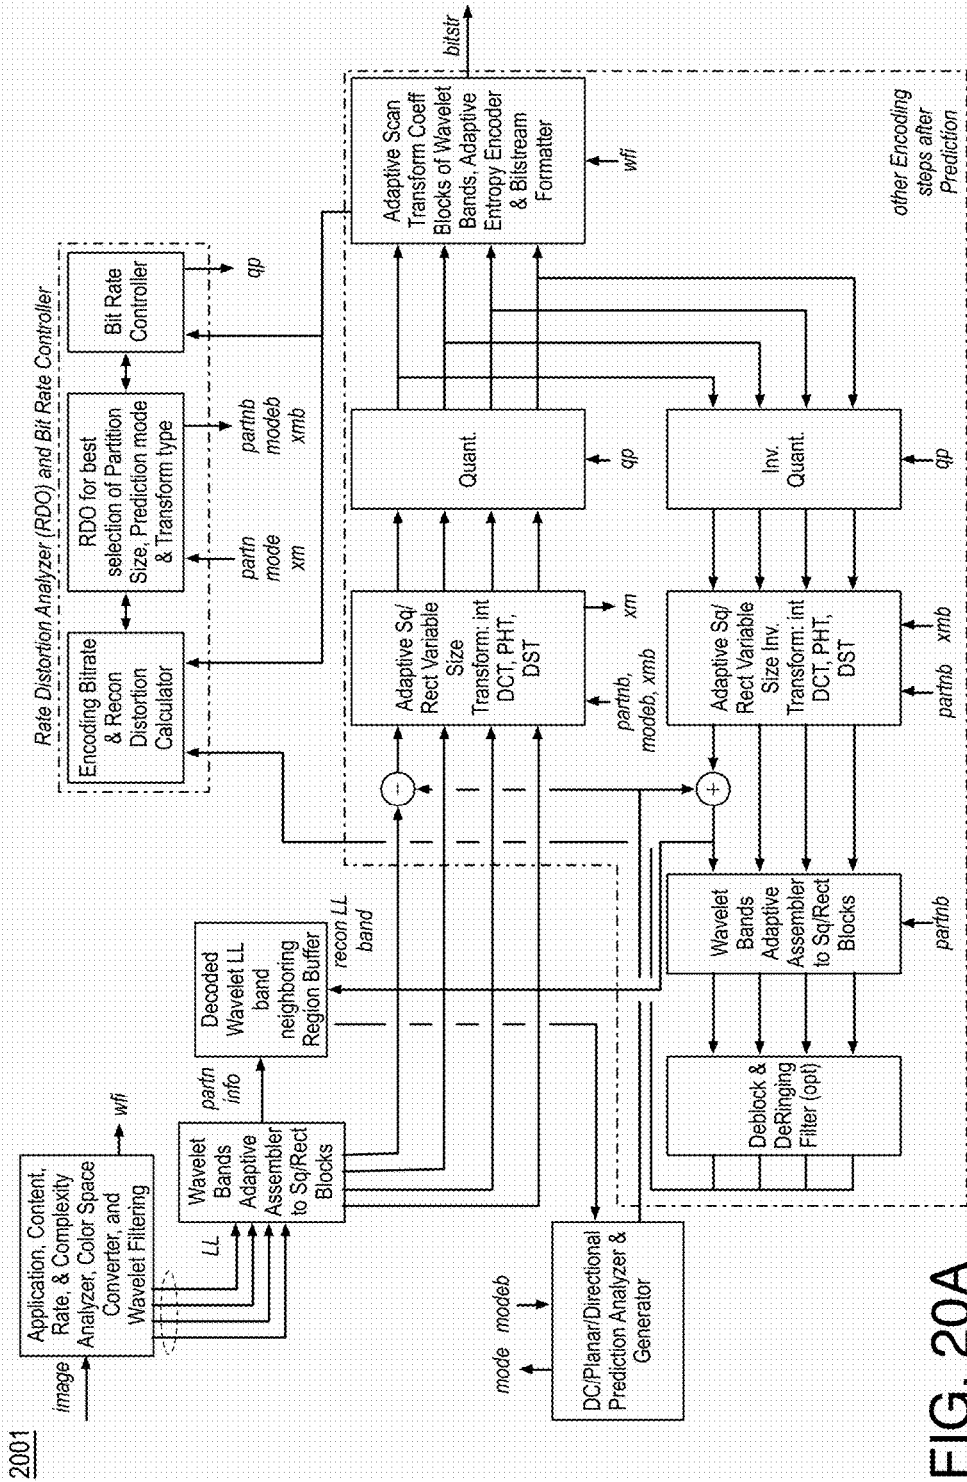 2001
image
Application, Content,
Rate, & Complexity
Analyzer, Color Space
Converter, and
Wavelet Filtering
wfi
LL
Wavelet
Bands
Adaptive
Assembler
to Sq/Rect
Blocks
partn
info
Decoded
Wavelet LL
band
neighboring
Region Buffer
recon LL
band
mode
modeb
DC/Planar/Directional
Prediction Analyzer &
Generator
Rate Distortion Analyzer (RDO) and Bit Rate Controller
Encoding Bitrate
& Recon
Distortion
Calculator
RDO for best
selection of Partition
Size, Prediction mode
& Transform type
Bit Rate
Controller
partn
mode
xm
partnb
modeb
xmb
qp
-
Adaptive Sq/
Rect Variable
Size
Transform: int
DCT, PHT,
DST
partnb,
modeb, xmb
xm
Quant.
qp
Adaptive Scan
Transform Coeff
Blocks of Wavelet
Bands, Adaptive
Entropy Encoder
& Bitstream
Formatter
bitstr
wfi
Inv.
Quant.
qp
Adaptive Sq/
Rect Variable
Size Inv.
Transform: int
DCT, PHT,
DST
partnb
xmb
+
Wavelet
Bands
Adaptive
Assembler
to Sq/Rect
Blocks
partnb
Deblock &
DeRinging
Filter (opt)
other Encoding
steps after
Prediction
FIG. 20A